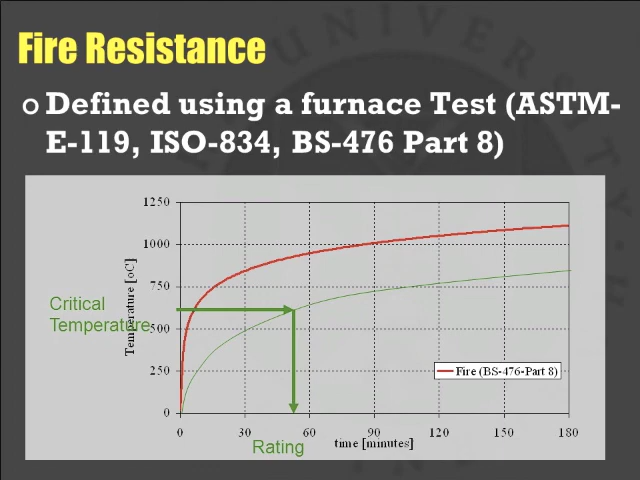 Fire Resistance
o Defined using a furnace Test (ASTM-
E-119, ISO-834, BS-476 Part 8)
1250
1000
750
500
250
0
Temperature [oC]
Critical
Temperature
Fire (BS-476-Part 8)
0 30 60 90 120 150 180
time [minutes]
Rating